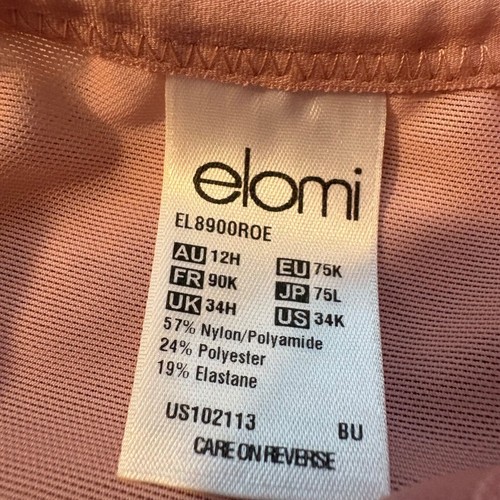 elomi
EL8900ROE
AU 12H EU 75K
FR 90K JP 75L
UK 34H US 34K
57% Nylon/Polyamide
24% Polyester
19% Elastane
US102113 BU
CARE ON REVERSE